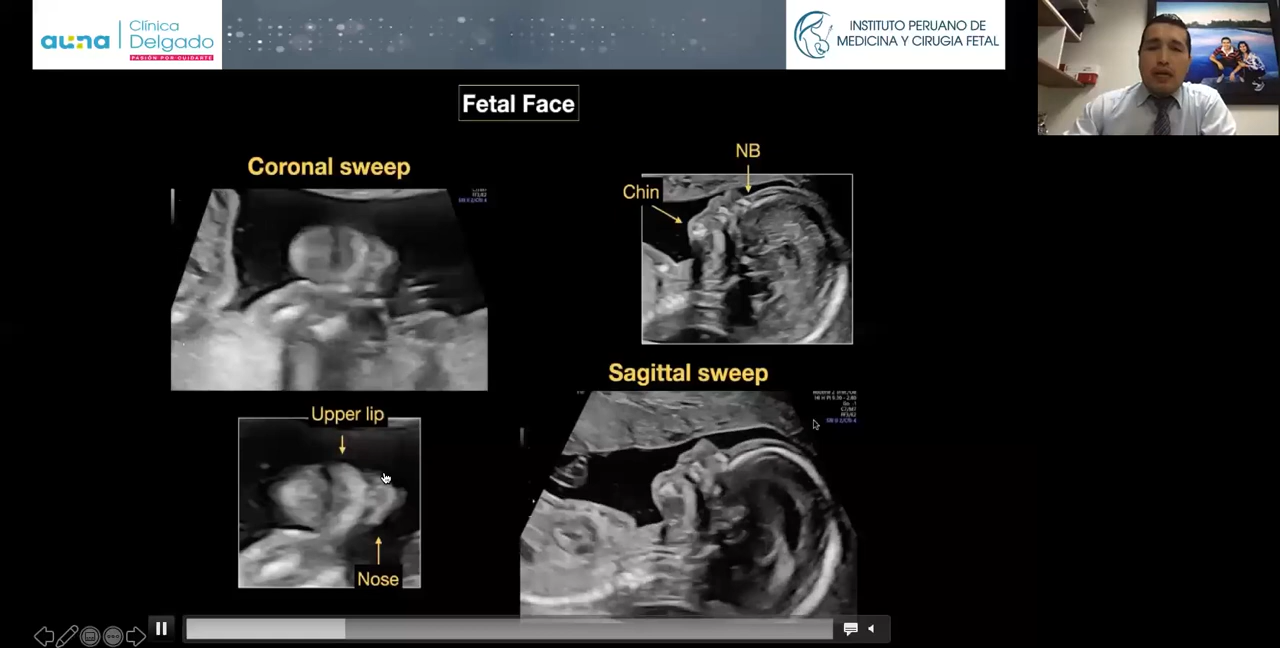 auna
Clínica
Delgado
PASIÓN POR CUIDARTE
INSTITUTO PERUANO DE
MEDICINA Y CIRUGIA FETAL
Fetal Face
Coronal sweep
NB
Chin
Sagittal sweep
Upper lip
Nose